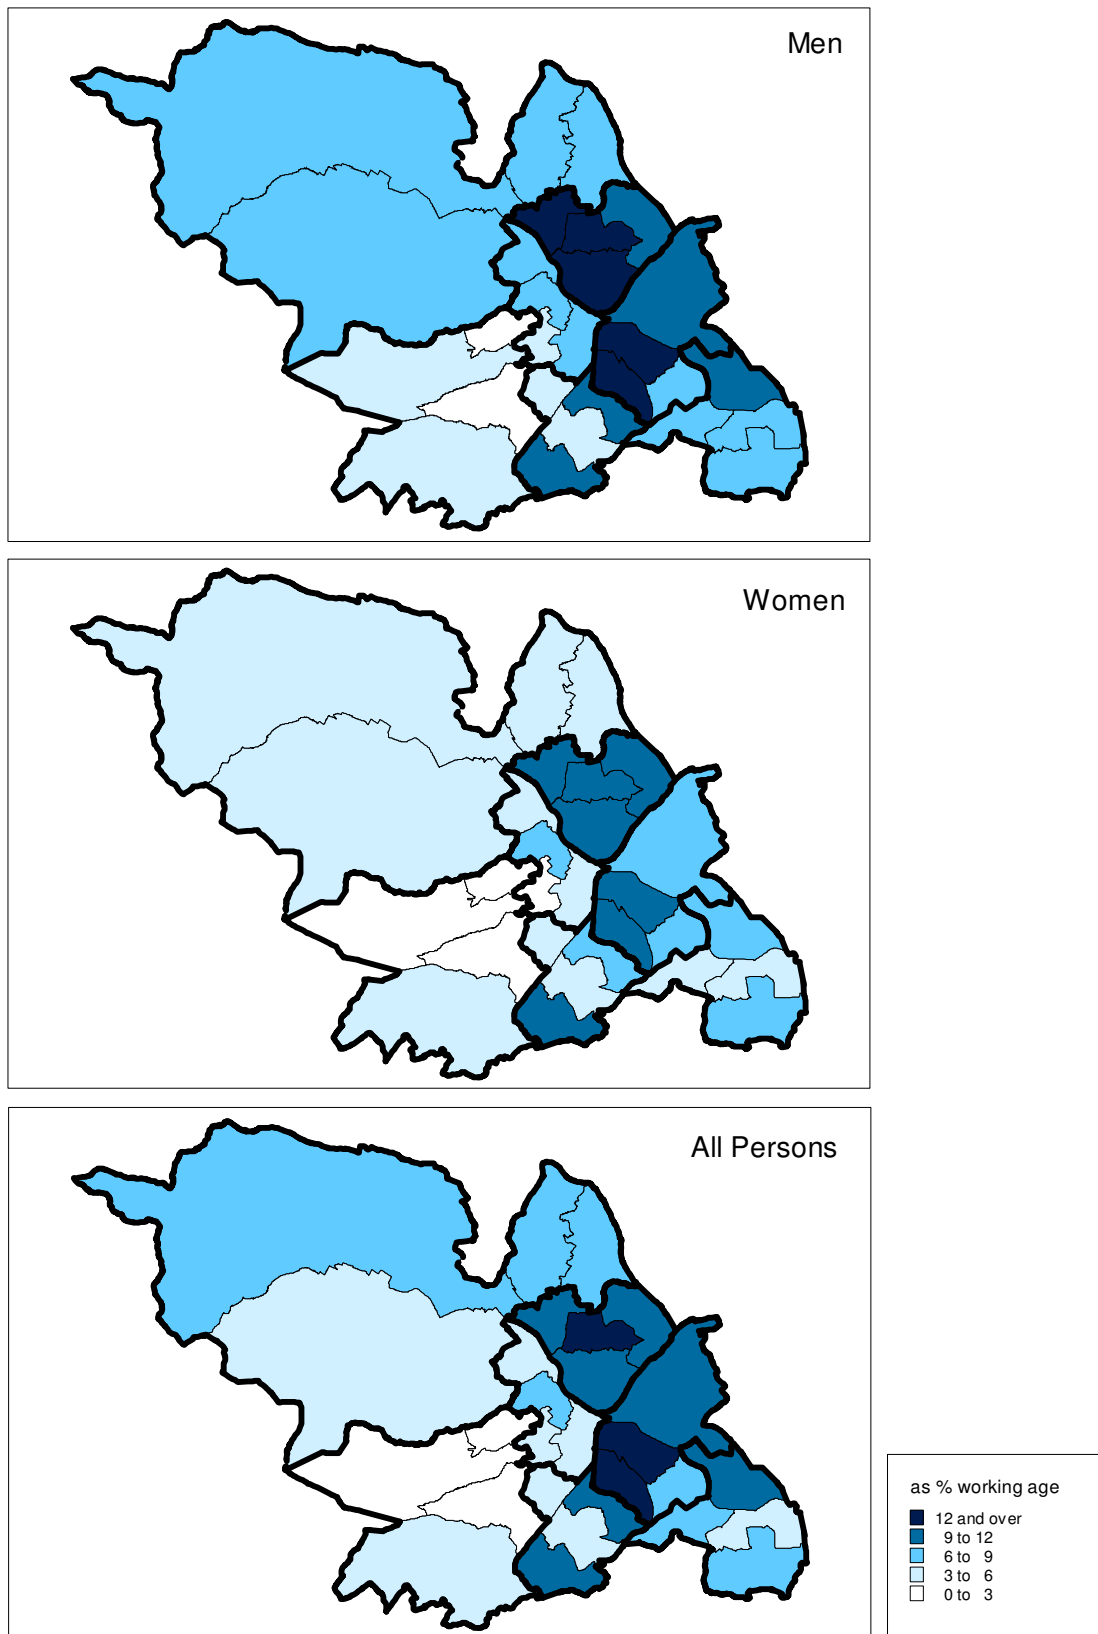 Men
Women
All Persons
as % working age
12 and over
9 to 12
6 to 9
3 to 6
0 to 3